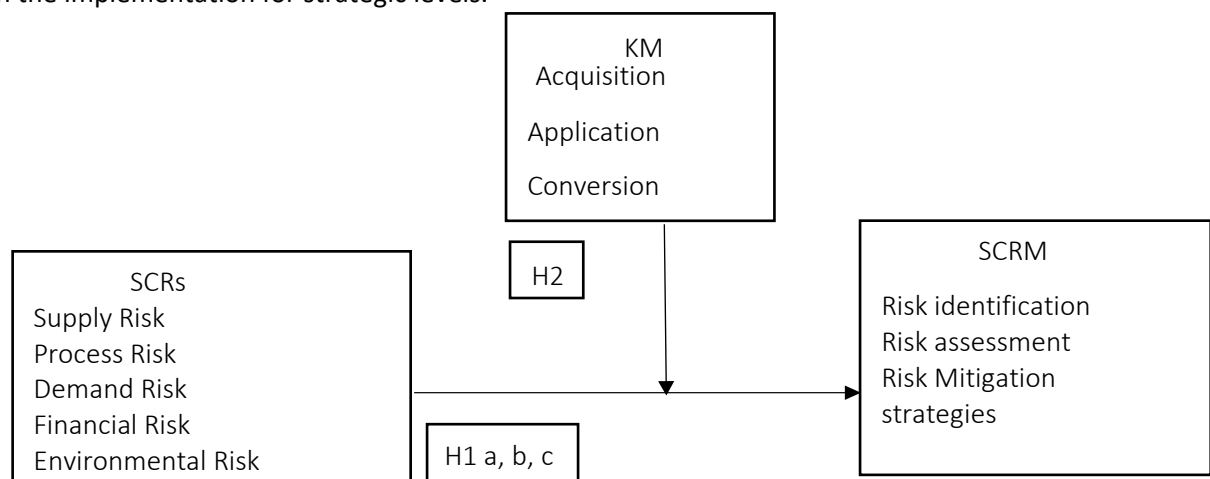 n the implementation for strategic levels.
KM
Acquisition
Application
Conversion
H2
SCRM
Risk identification
Risk assessment
Risk Mitigation
strategies
SCRs
Supply Risk
Process Risk
Demand Risk
Financial Risk
Environmental Risk
H1 a, b, c